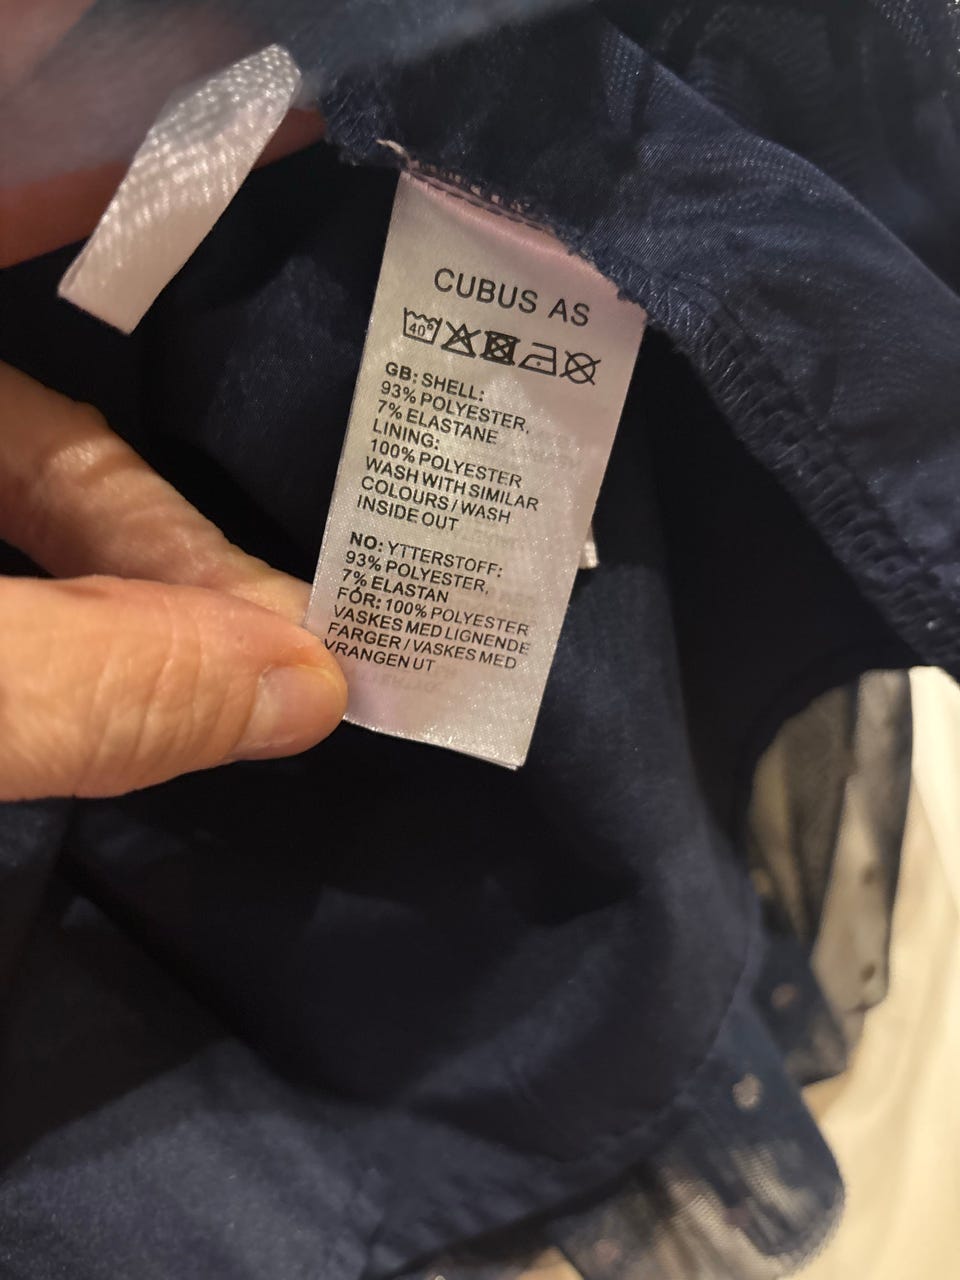 CUBUS AS
40°
GB: SHELL:
93% POLYESTER,
7% ELASTANE
LINING:
100% POLYESTER
WASH WITH SIMILAR
COLOURS / WASH
INSIDE OUT
NO: YTTERSTOFF:
93% POLYESTER,
7% ELASTAN
FÓR: 100% POLYESTER
VASKES MED LIGNENDE
FARGER / VASKES MED
VRANGEN UT